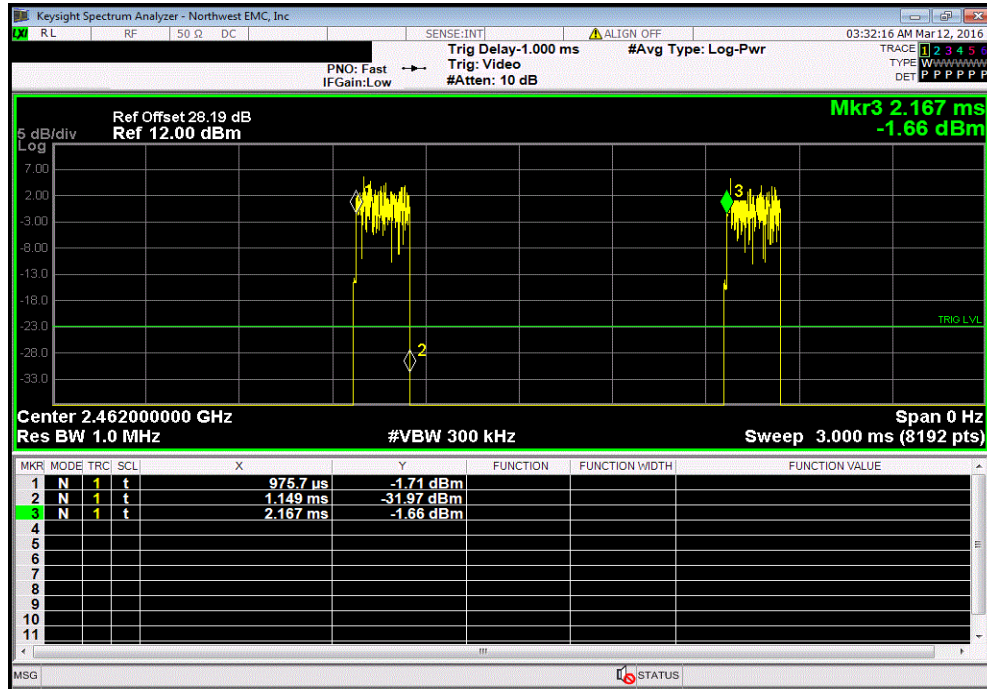 Keysight Spectrum Analyzer - Northwest EMC, Inc
LXI RL RF 50 Ω DC SENSE:INT ALIGN OFF 03:32:16 AM Mar 12, 2016
Trig Delay-1.000 ms #Avg Type: Log-Pwr TRACE 1 2 3 4 5 6
PNO: Fast Trig: Video TYPE WWWWWW
IFGain:Low #Atten: 10 dB DET P P P P P P
Mkr3 2.167 ms
-1.66 dBm
Ref Offset 28.19 dB
5 dB/div Ref 12.00 dBm
Log
7.00
2.00
-3.00
-8.00
-13.0
-18.0
-23.0
-28.0
-33.0
1
2
3
TRIG LVL
Center 2.462000000 GHz Span 0 Hz
Res BW 1.0 MHz #VBW 300 kHz Sweep 3.000 ms (8192 pts)
MKR MODE TRC SCL X Y FUNCTION FUNCTION WIDTH FUNCTION VALUE
1 N 1 t 975.7 µs -1.71 dBm
2 N 1 t 1.149 ms -31.97 dBm
3 N 1 t 2.167 ms -1.66 dBm
4
5
6
7
8
9
10
11
MSG STATUS